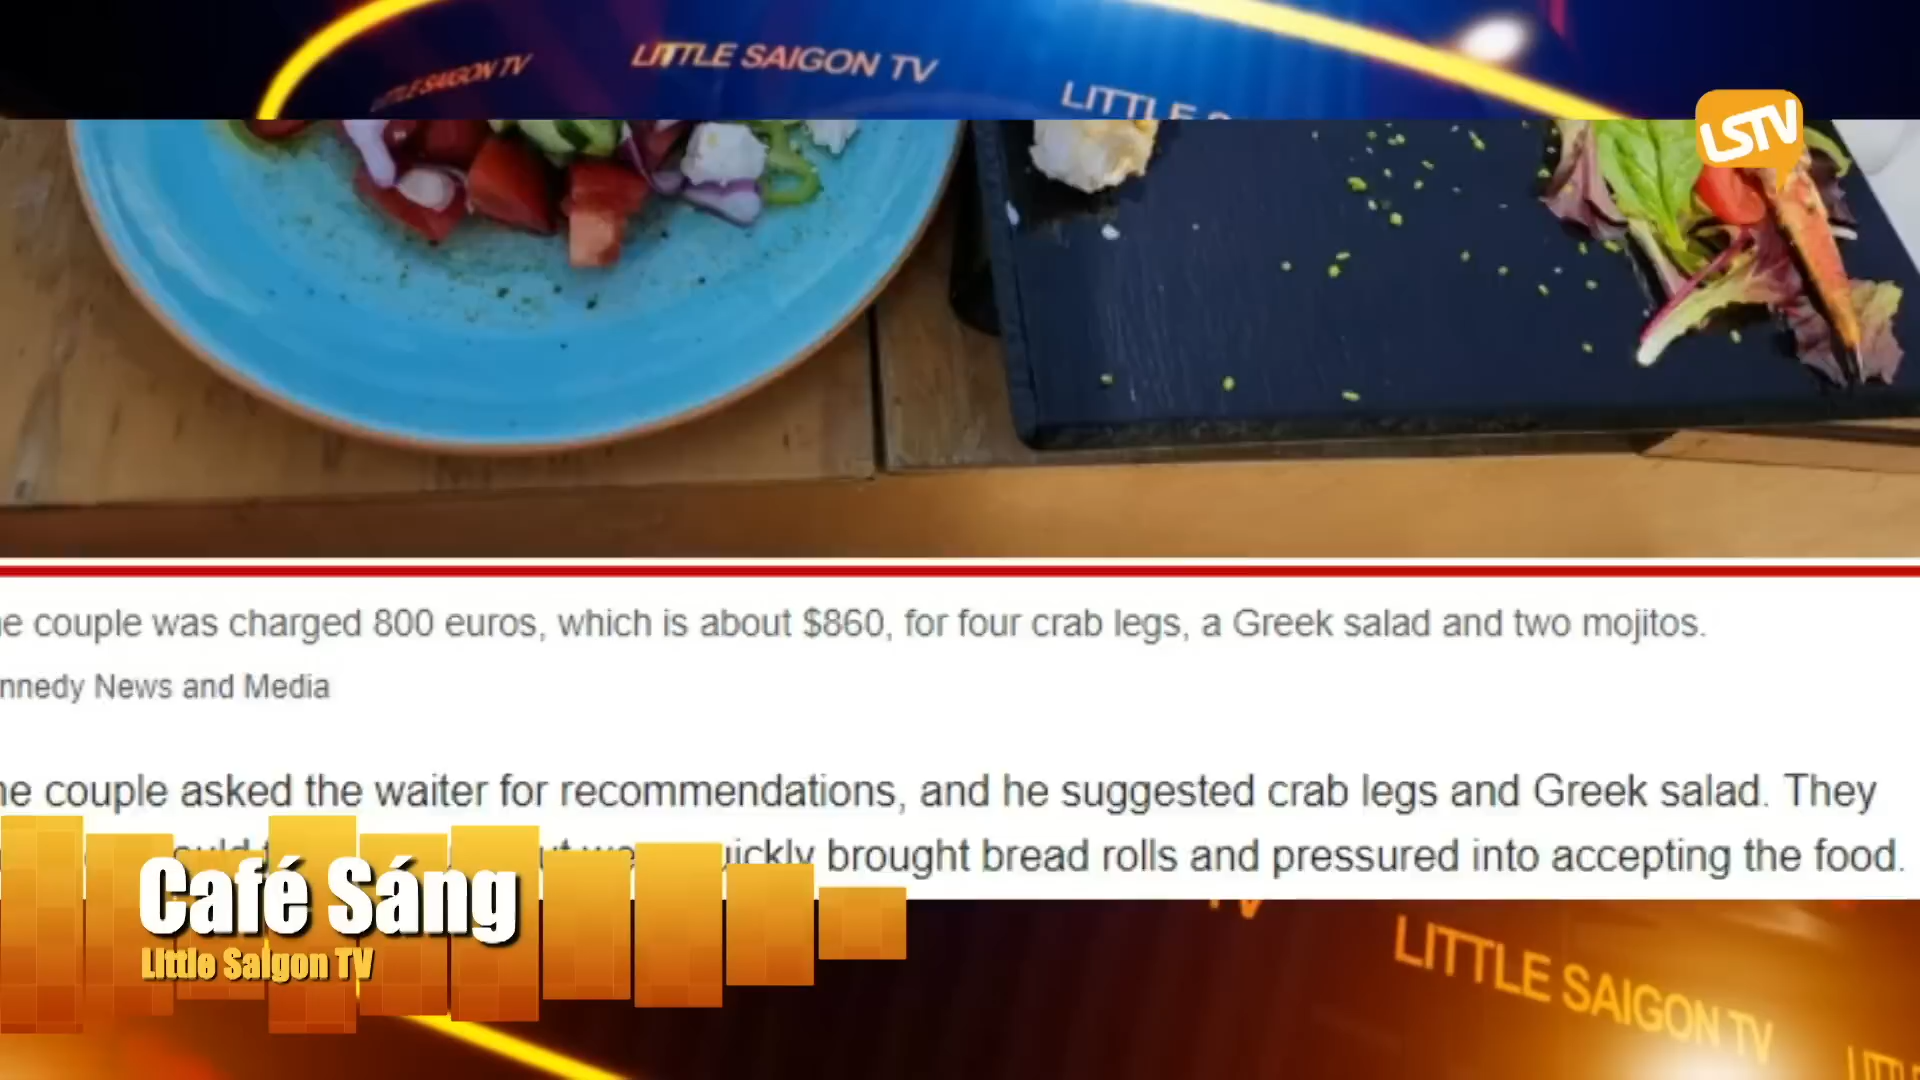 LITTLE SAIGON TV
LITTLE SAIGON TV
LITTLE
LSTV
couple was charged 800 euros, which is about $860, for four crab legs, a Greek salad and two mojitos.
News and Media
couple asked the waiter for recommendations, and he suggested crab legs and Greek salad. They
brought bread rolls and pressured into accepting the food.
Café Sáng
Little Saigon TV
TV
LITTLE SAIGON TV